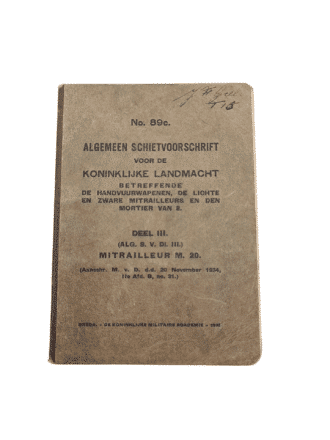 No. 69c.
ALGEMEEN SCHIETVOORSCHRIFT
VOOR DE
KONINKLIJKE LANDMACHT
BETREFFENDE
DE HANDVUURWAPENEN, DE LICHTE
EN ZWARE MITRAILLEURS EN DEN
MORTIER VAN 8.
DEEL III.
(ALG. S. V. Dl. III.)
MITRAILLEUR M. 20.
(Aanschr. M. v. D. d.d. 20 November 1934,
IIe Afd. B, no. 31.)
BREDA. - DE KONINKLIJKE MILITAIRE ACADEMIE -